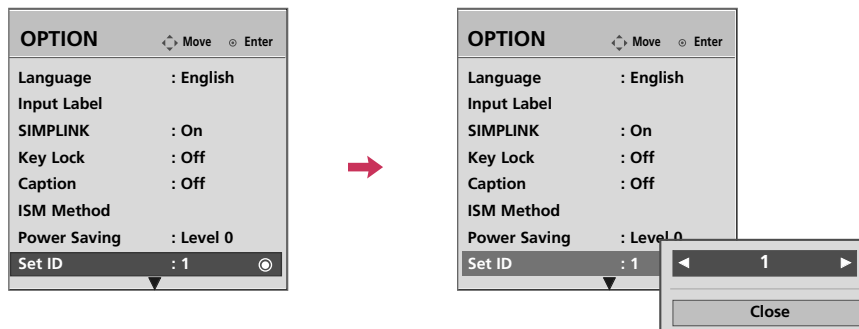 OPTION Move Enter
Language : English
Input Label
SIMPLINK : On
Key Lock : Off
Caption : Off
ISM Method
Power Saving : Level 0
Set ID : 1
OPTION Move Enter
Language : English
Input Label
SIMPLINK : On
Key Lock : Off
Caption : Off
ISM Method
Power Saving : Level 0
Set ID : 1
◄ 1 ►
Close